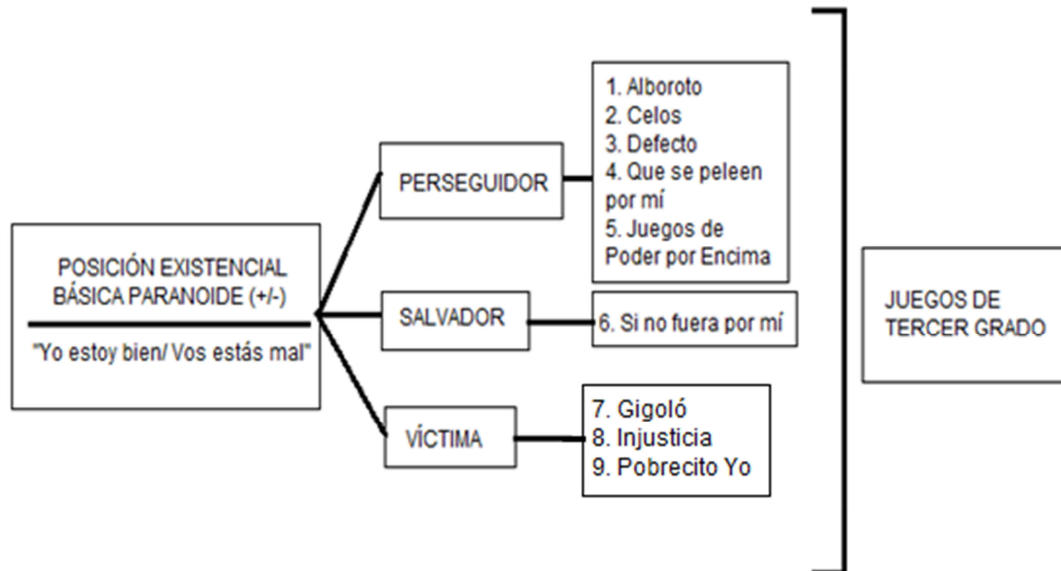 POSICIÓN EXISTENCIAL
BÁSICA PARANOIDE (+/-)
"Yo estoy bien/ Vos estás mal"
PERSEGUIDOR
1. Alboroto
2. Celos
3. Defecto
4. Que se peleen
por mí
5. Juegos de
Poder por Encima
SALVADOR
6. Si no fuera por mí
VÍCTIMA
7. Gigoló
8. Injusticia
9. Pobrecito Yo
JUEGOS DE
TERCER GRADO